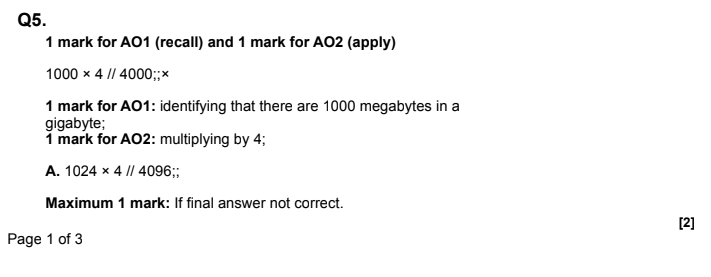 Q5.
1 mark for AO1 (recall) and 1 mark for AO2 (apply)
1000 × 4 // 4000;;×
1 mark for AO1: identifying that there are 1000 megabytes in a
gigabyte;
1 mark for AO2: multiplying by 4;
A. 1024 × 4 // 4096;;
Maximum 1 mark: If final answer not correct.
[2]
Page 1 of 3